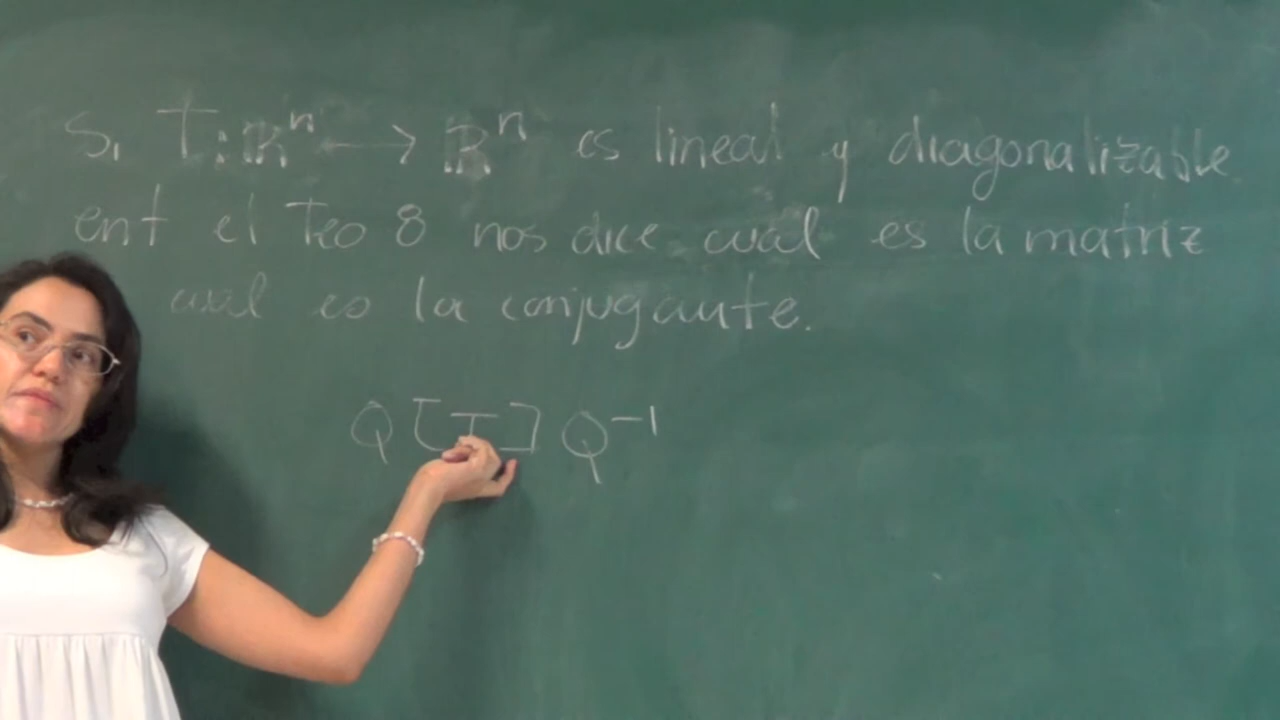 Si T:ℝⁿ → ℝⁿ es lineal y diagonalizable
ent el Teo 8 nos dice cual es la matriz
cual es la conjugante.
Q [T] Q⁻¹